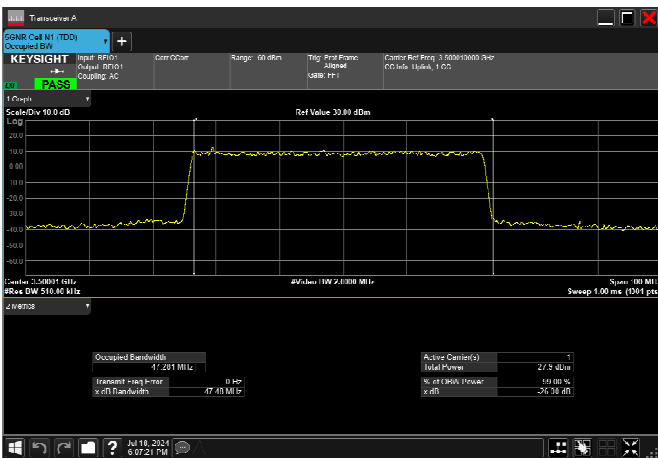 Transceiver A
5GNR Cell N1 (TDD)
Occupied BW
+
KEYSIGHT
PASS
Input: RFIO1
Output: RFIO1
Coupling: AC
Corr CCorr
Range: -60 dBm
Trig: Prot Frame
Aligned
Gate: FFT
Carrier Ref Freq: 3.500010000 GHz
CC Info: Uplink, 1 CC
1 Graph
Scale/Div 10.0 dB
Ref Value 30.00 dBm
Log
20.0
10.0
0.00
-10.0
-20.0
-30.0
-40.0
-50.0
-60.0
Center 3.50001 GHz
#Video BW 2.0000 MHz
Span 100 MHz
#Res BW 510.00 kHz
Sweep 1.00 ms (1001 pts
2 Metrics
Occupied Bandwidth
47.201 MHz
Transmit Freq Error 0 Hz
x dB Bandwidth 47.48 MHz
Active Carrier(s) 1
Total Power 27.9 dBm
% of OBW Power 99.00 %
x dB -26.00 dB
Jul 18, 2024
6:07:21 PM